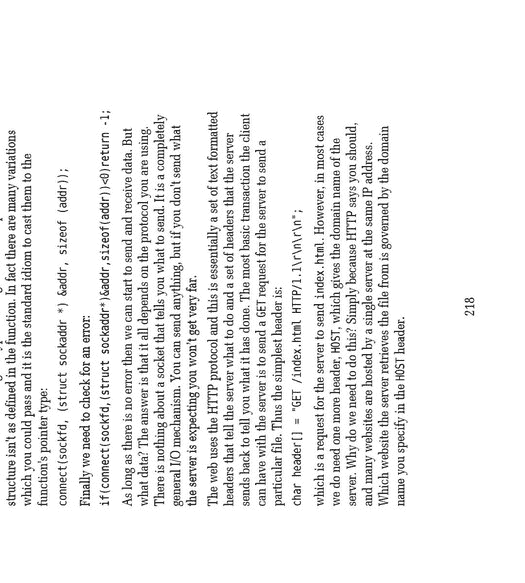 structure isn't as defined in the function. In fact there are many variations
which you could pass and it is the standard idiom to cast them to the
function's pointer type:
connect(sockfd, (struct sockaddr *) &addr, sizeof (addr));
Finally we need to check for an error:
if(connect(sockfd,(struct sockaddr*)&addr,sizeof(addr))<0)return -1;
As long as there is no error then we can start to send and receive data. But
what data? The answer is that it all depends on the protocol you are using.
There is nothing about a socket that tells you what to send. It is a completely
general I/O mechanism. You can send anything, but if you don't send what
the server is expecting you won't get very far.
The web uses the HTTP protocol and this is essentially a set of text formatted
headers that tell the server what to do and a set of headers that the server
sends back to tell you what it has done. The most basic transaction the client
can have with the server is to send a GET request for the server to send a
particular file. Thus the simplest header is:
char header[] = "GET /index.html HTTP/1.1\r\n\r\n";
which is a request for the server to send index.html. However, in most cases
we do need one more header, HOST, which gives the domain name of the
server. Why do we need to do this? Simply because HTTP says you should,
and many websites are hosted by a single server at the same IP address.
Which website the server retrieves the file from is governed by the domain
name you specify in the HOST header.
218